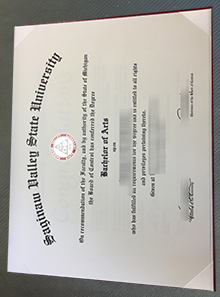 Saginaw Valley State University
On recommendation of the Faculty, and by authority of the State of Michigan
the Board of Control has conferred the Degree
Bachelor of Arts
upon
who has fulfilled the requirements for the degree and is entitled to all rights
and privileges pertaining thereto.
Given at